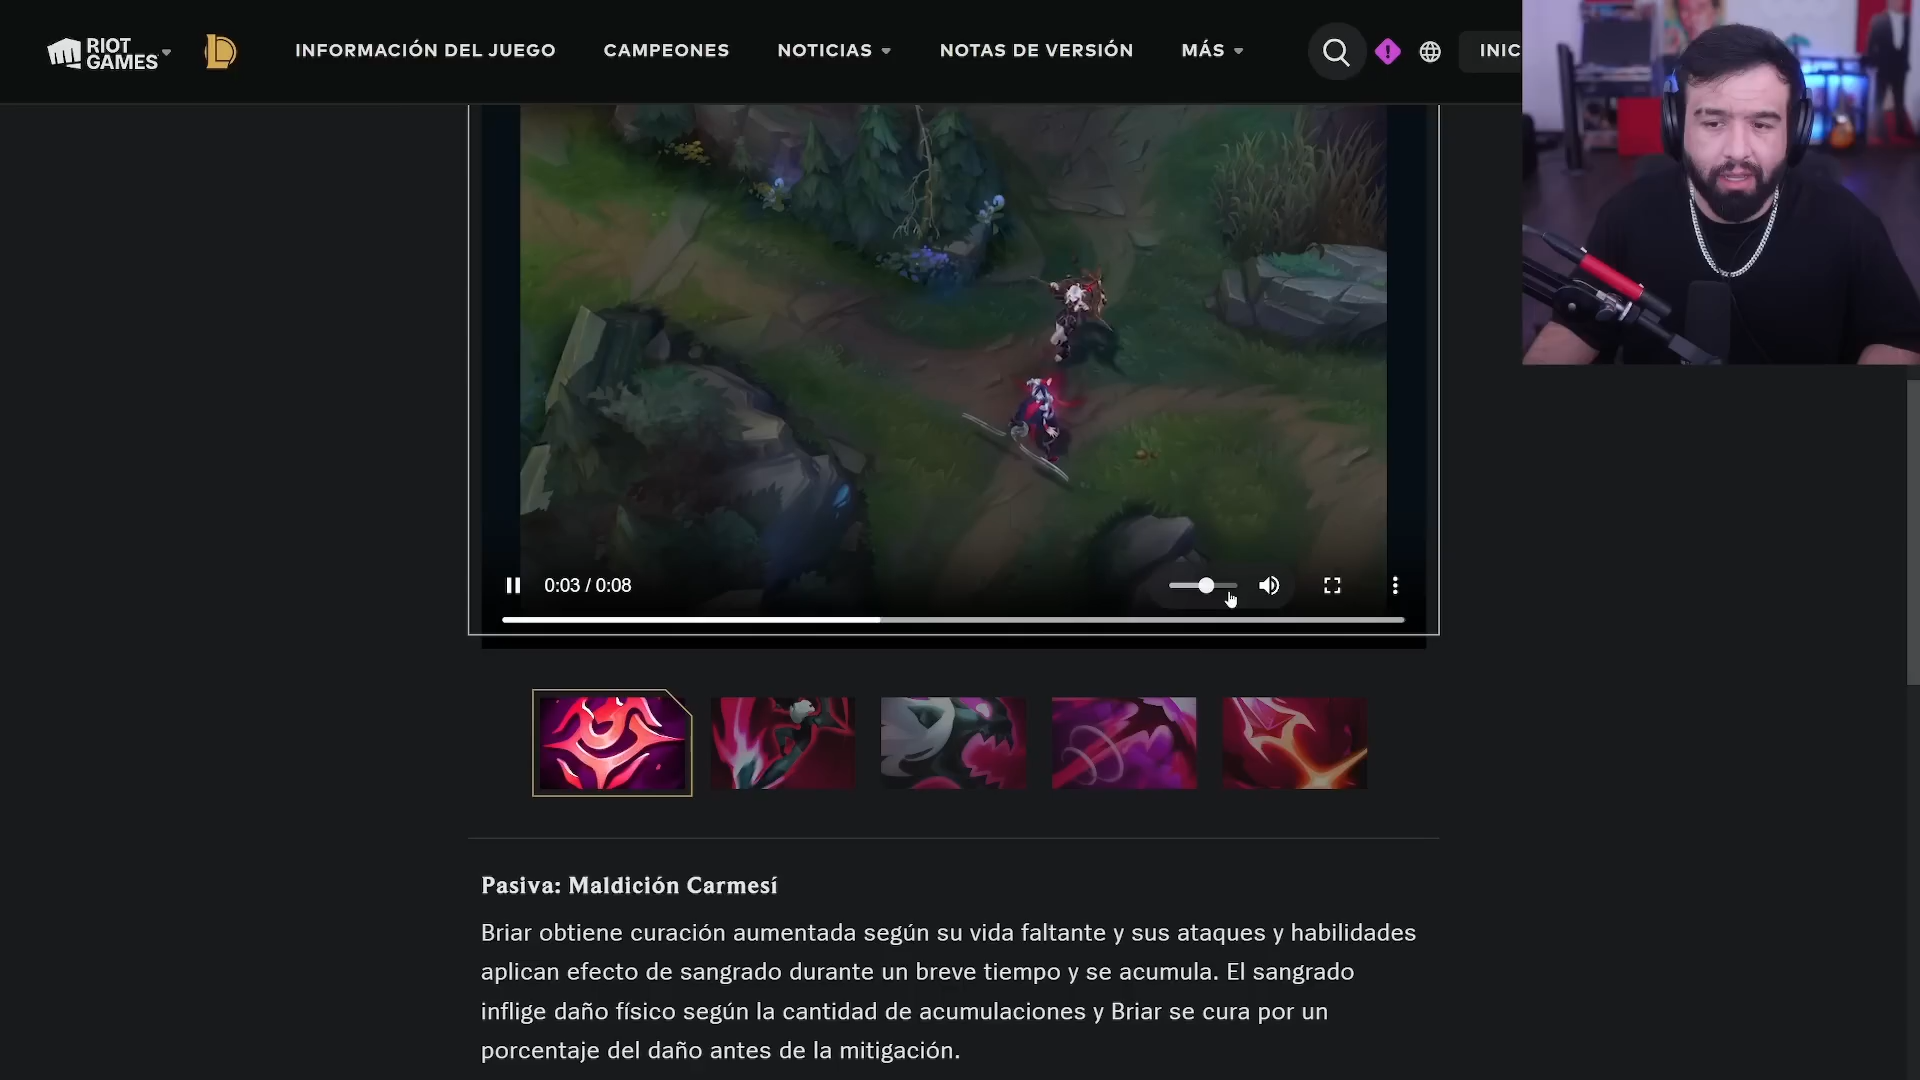 RIOT GAMES
INFORMACIÓN DEL JUEGO
CAMPEONES
NOTICIAS
NOTAS DE VERSIÓN
MÁS
INIC
0:03 / 0:08
Pasiva: Maldición Carmesí
Briar obtiene curación aumentada según su vida faltante y sus ataques y habilidades
aplican efecto de sangrado durante un breve tiempo y se acumula. El sangrado
inflige daño físico según la cantidad de acumulaciones y Briar se cura por un
porcentaje del daño antes de la mitigación.